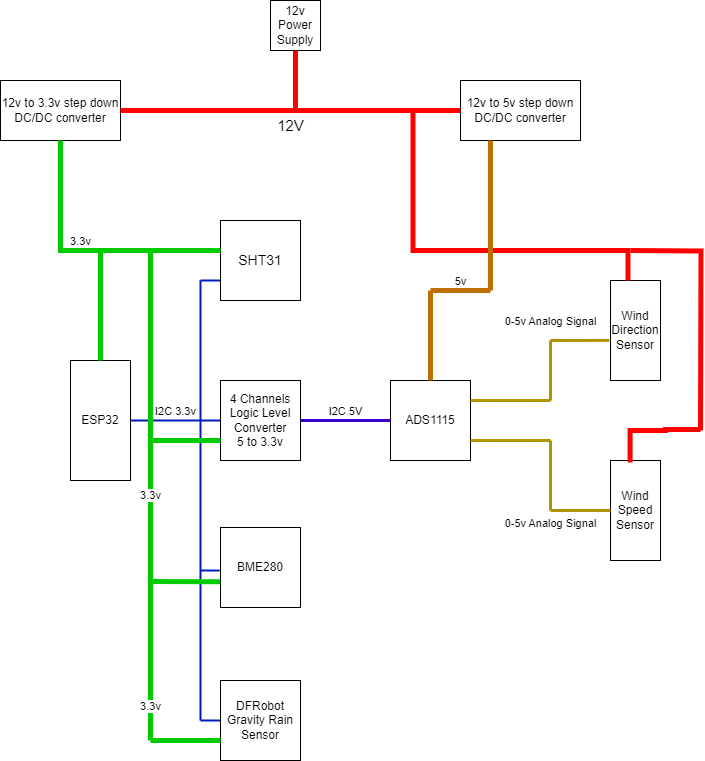 12v
Power
Supply
12v to 3.3v step down
DC/DC converter
12v to 5v step down
DC/DC converter
12V
3.3v
SHT31
5v
0-5v Analog Signal
Wind
Direction
Sensor
ESP32
I2C 3.3v
4 Channels
Logic Level
Converter
5 to 3.3v
I2C 5V
ADS1115
3.3v
0-5v Analog Signal
Wind
Speed
Sensor
BME280
3.3v
DFRobot
Gravity Rain
Sensor